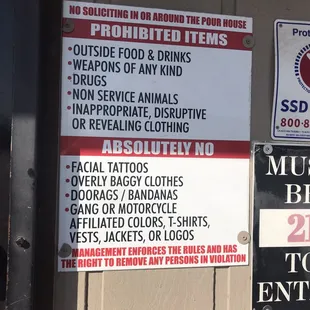 NO SOLICITING IN OR AROUND THE POUR HOUSE
PROHIBITED ITEMS
•OUTSIDE FOOD & DRINKS
•WEAPONS OF ANY KIND
•DRUGS
•NON SERVICE ANIMALS
•INAPPROPRIATE, DISRUPTIVE
OR REVEALING CLOTHING
ABSOLUTELY NO
•FACIAL TATTOOS
•OVERLY BAGGY CLOTHES
•DOORAGS / BANDANAS
•GANG OR MOTORCYCLE
AFFILIATED COLORS, T-SHIRTS,
VESTS, JACKETS, OR LOGOS
MANAGEMENT ENFORCES THE RULES AND HAS
THE RIGHT TO REMOVE ANY PERSONS IN VIOLATION
Prot
SSD
800-8
MUS
BE
21
TO
ENTE